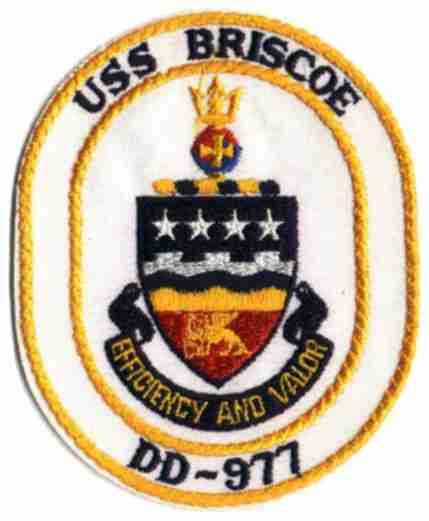 USS BRISCOE
EFFICIENCY AND VALOR
DD-977